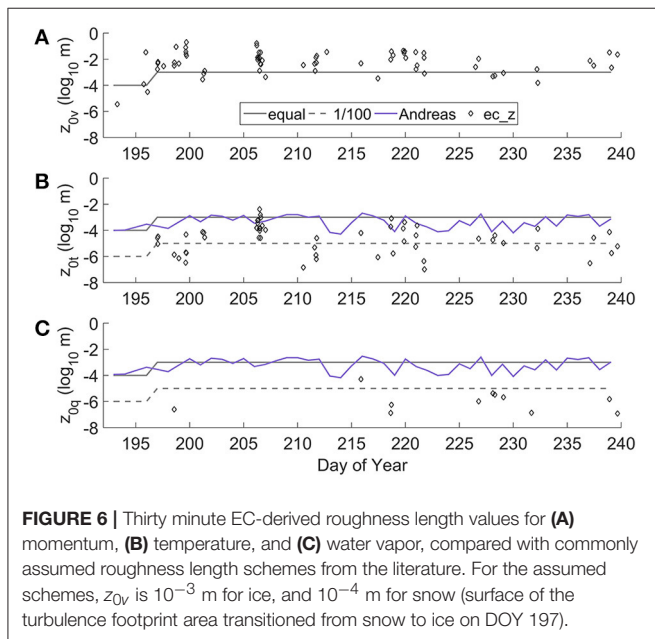 A
0
-2
-4
-6
-8
z0v (log10 m)
equal 1/100 Andreas ec_z
195 200 205 210 215 220 225 230 235 240
B
0
-2
-4
-6
-8
z0t (log10 m)
195 200 205 210 215 220 225 230 235 240
C
0
-2
-4
-6
-8
z0q (log10 m)
195 200 205 210 215 220 225 230 235 240
Day of Year
FIGURE 6 | Thirty minute EC-derived roughness length values for (A)
momentum, (B) temperature, and (C) water vapor, compared with commonly
assumed roughness length schemes from the literature. For the assumed
schemes, z0v is 10−3 m for ice, and 10−4 m for snow (surface of the
turbulence footprint area transitioned from snow to ice on DOY 197).